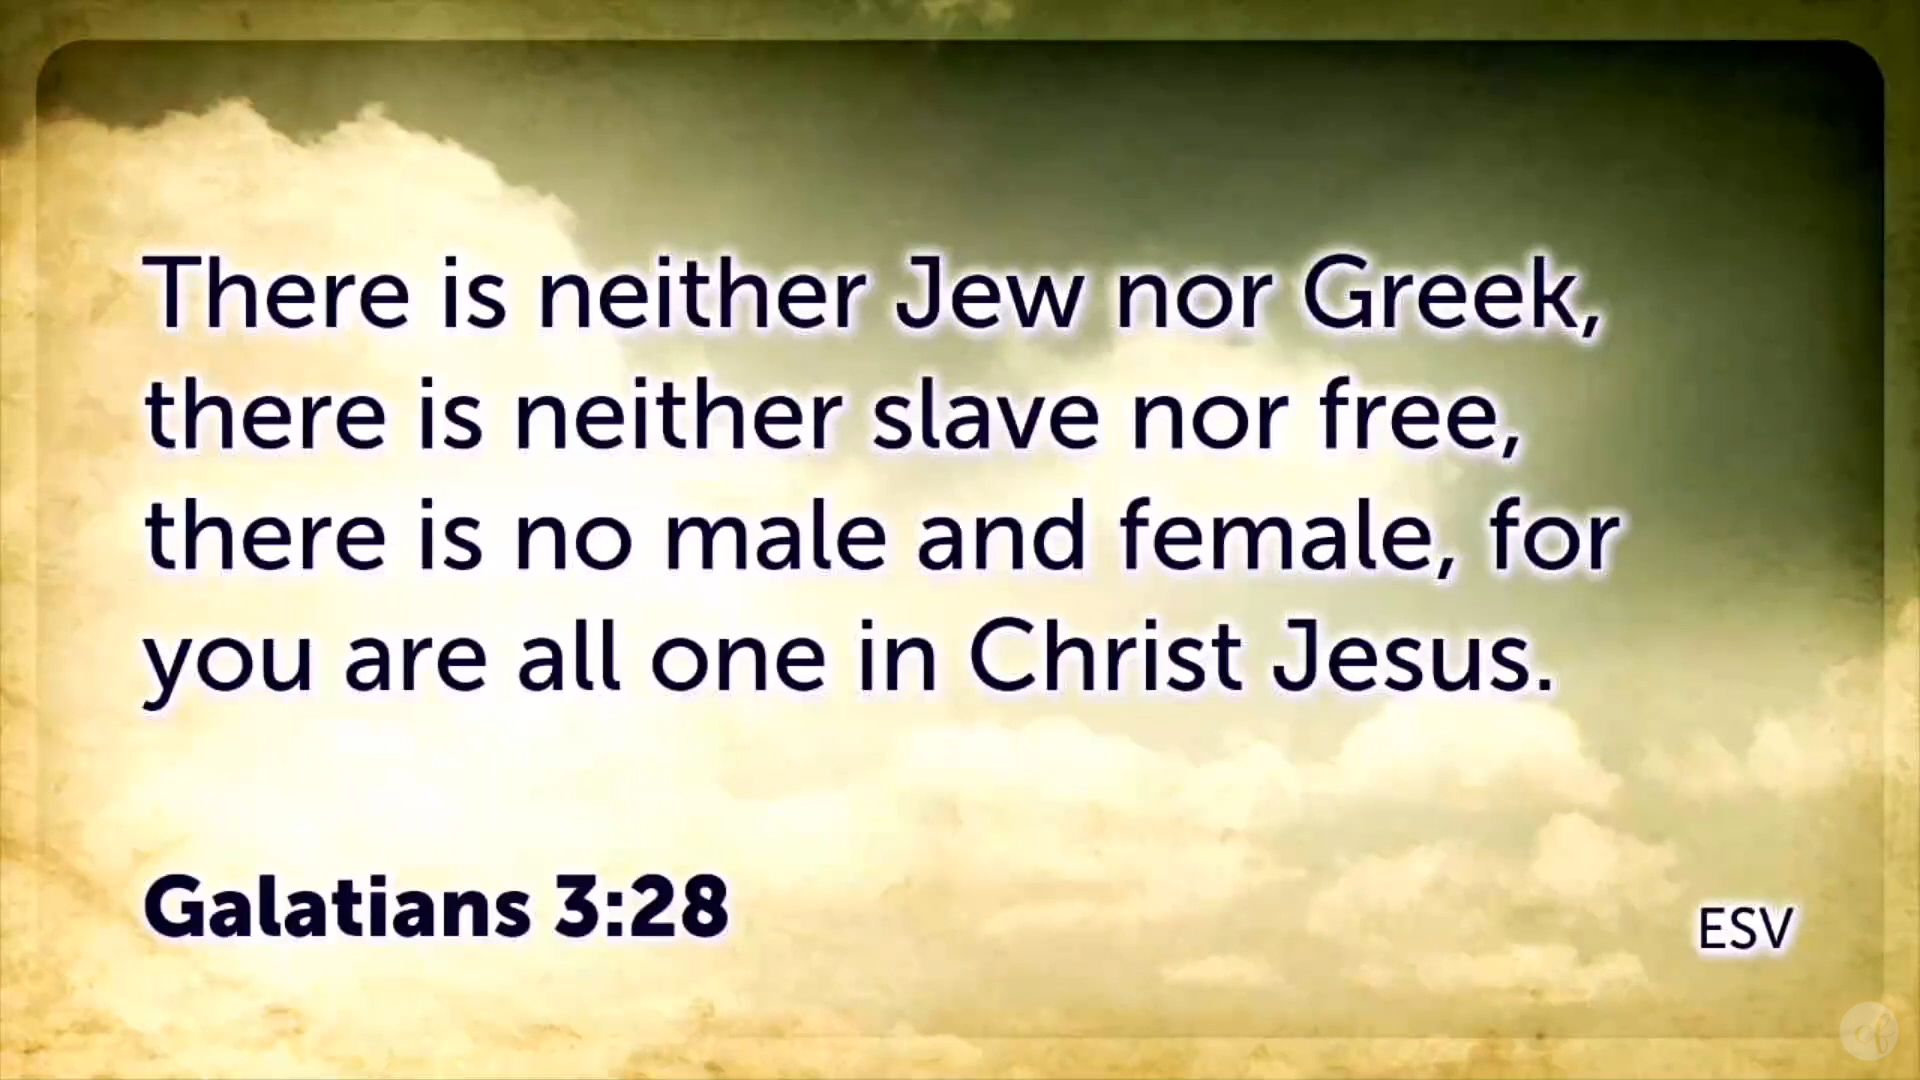 There is neither Jew nor Greek,
there is neither slave nor free,
there is no male and female, for
you are all one in Christ Jesus.
Galatians 3:28
ESV